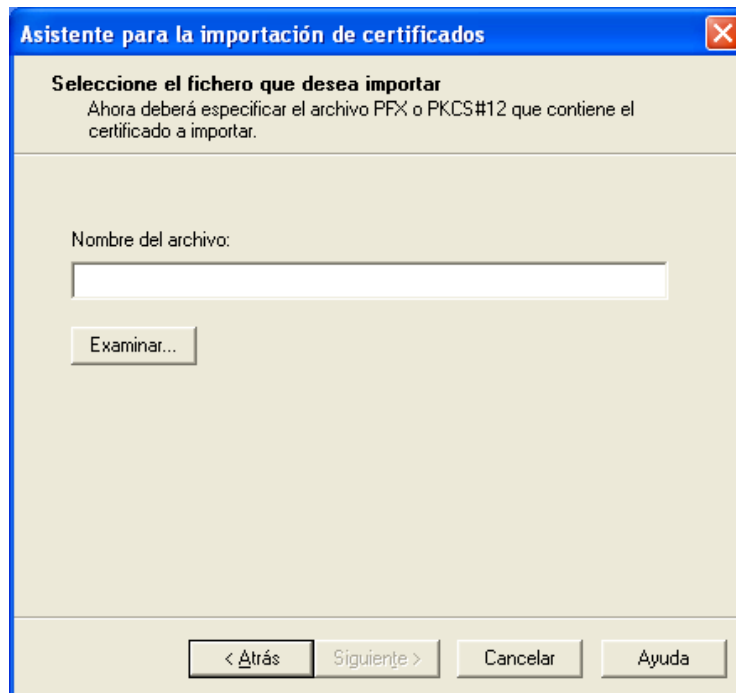 Asistente para la importación de certificados
Seleccione el fichero que desea importar
Ahora deberá especificar el archivo PFX o PKCS#12 que contiene el
certificado a importar.
Nombre del archivo:
Examinar...
< Atrás Siguiente > Cancelar Ayuda